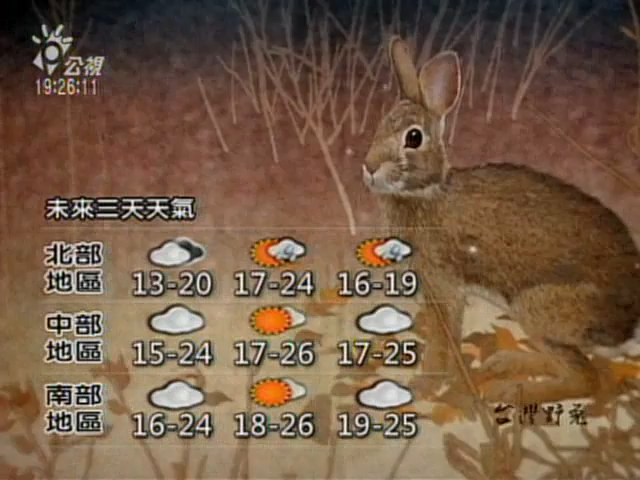 公視
19:26:11
未來三天天氣
北部
地區
13-20 17-24 16-19
中部
地區
15-24 17-26 17-25
南部
地區
16-24 18-26 19-25
台灣野兔